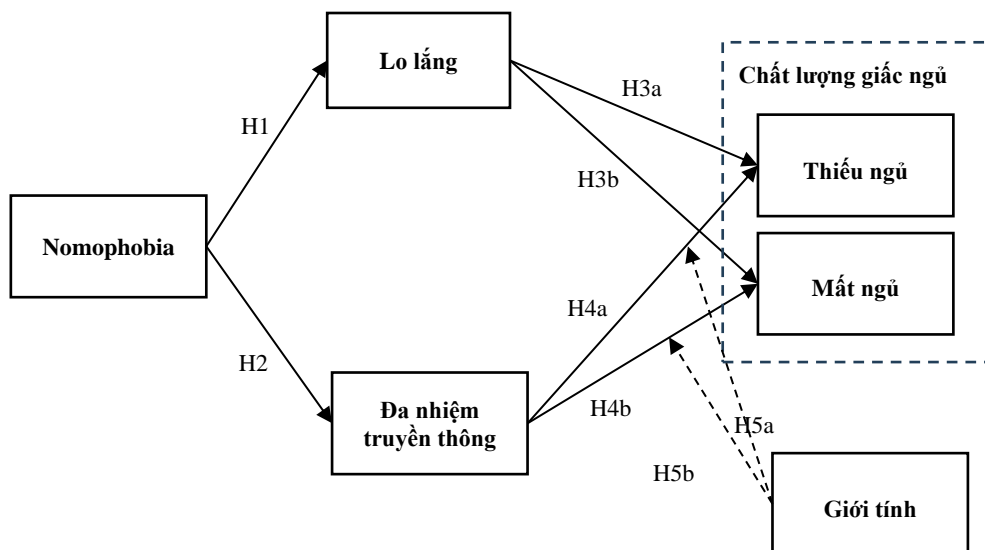 Lo lắng
Chất lượng giấc ngủ
H3a
H1
Thiếu ngủ
H3b
Nomophobia
Mất ngủ
H4a
H2
Đa nhiệm
truyền thông
H4b
H5a
H5b
Giới tính